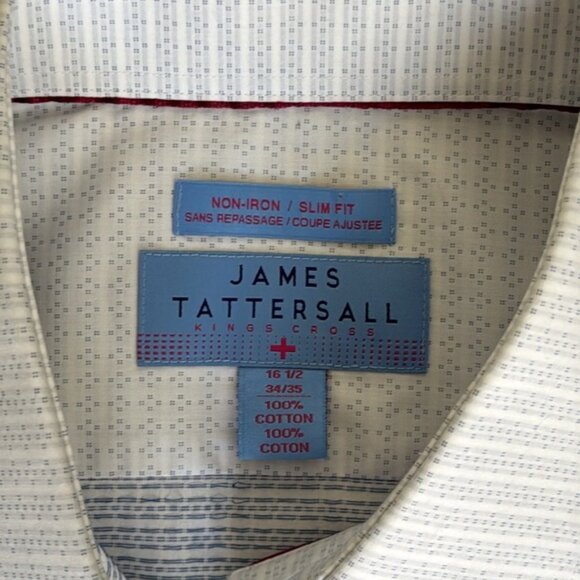 NON-IRON / SLIM FIT
SANS REPASSAGE / COUPE AJUSTEE
JAMES
TATTERSALL
KINGS CROSS
16 1/2
34/35
100%
COTTON
100%
COTON